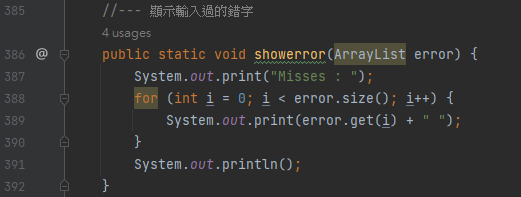 385 //--- 顯示輸入過的錯字
4 usages
386 @ public static void showerror(ArrayList error) {
387 System.out.print("Misses : ");
388 for (int i = 0; i < error.size(); i++) {
389 System.out.print(error.get(i) + " ");
390 }
391 System.out.println();
392 }